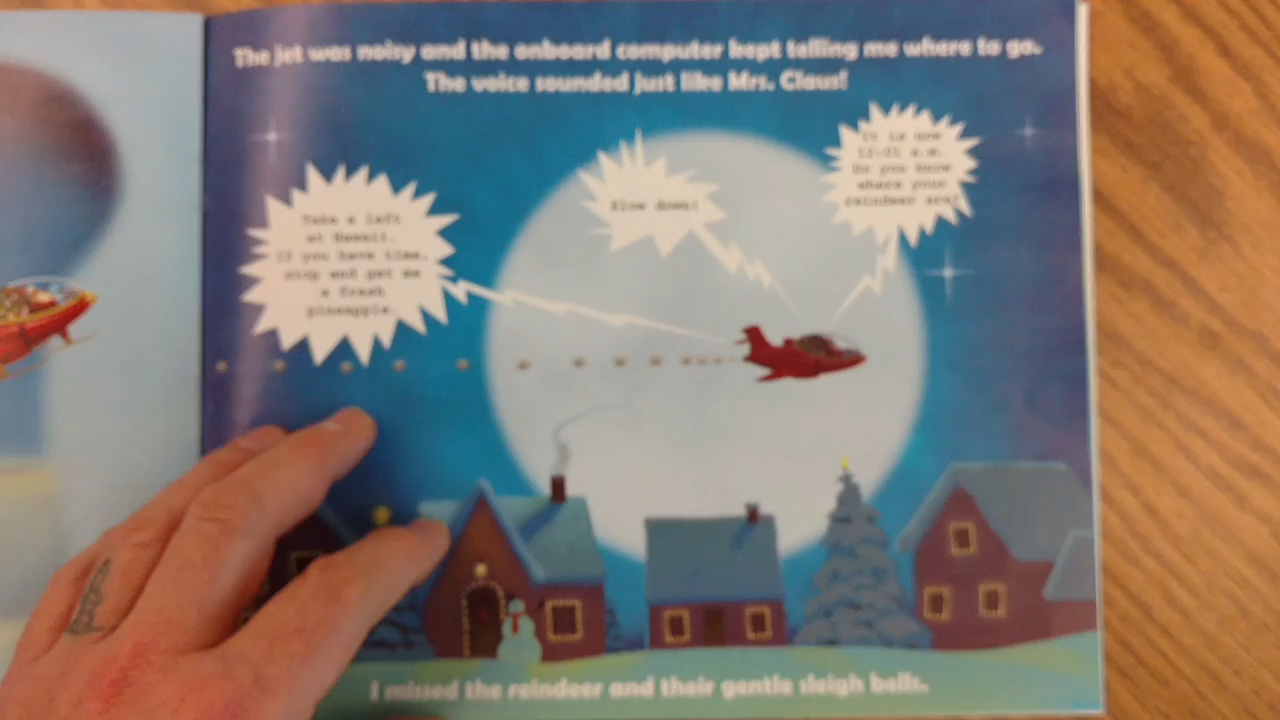 The jet was noisy and the onboard computer kept telling me where to go.
The voice sounded just like Mrs. Claus!
Take a left
at Hawaii.
If you have time,
stop and get me
a fresh
pineapple.
Slow down!
It is now
12:01 a.m.
Do you know
where your
reindeer are?
I missed the reindeer and their gentle sleigh bells.